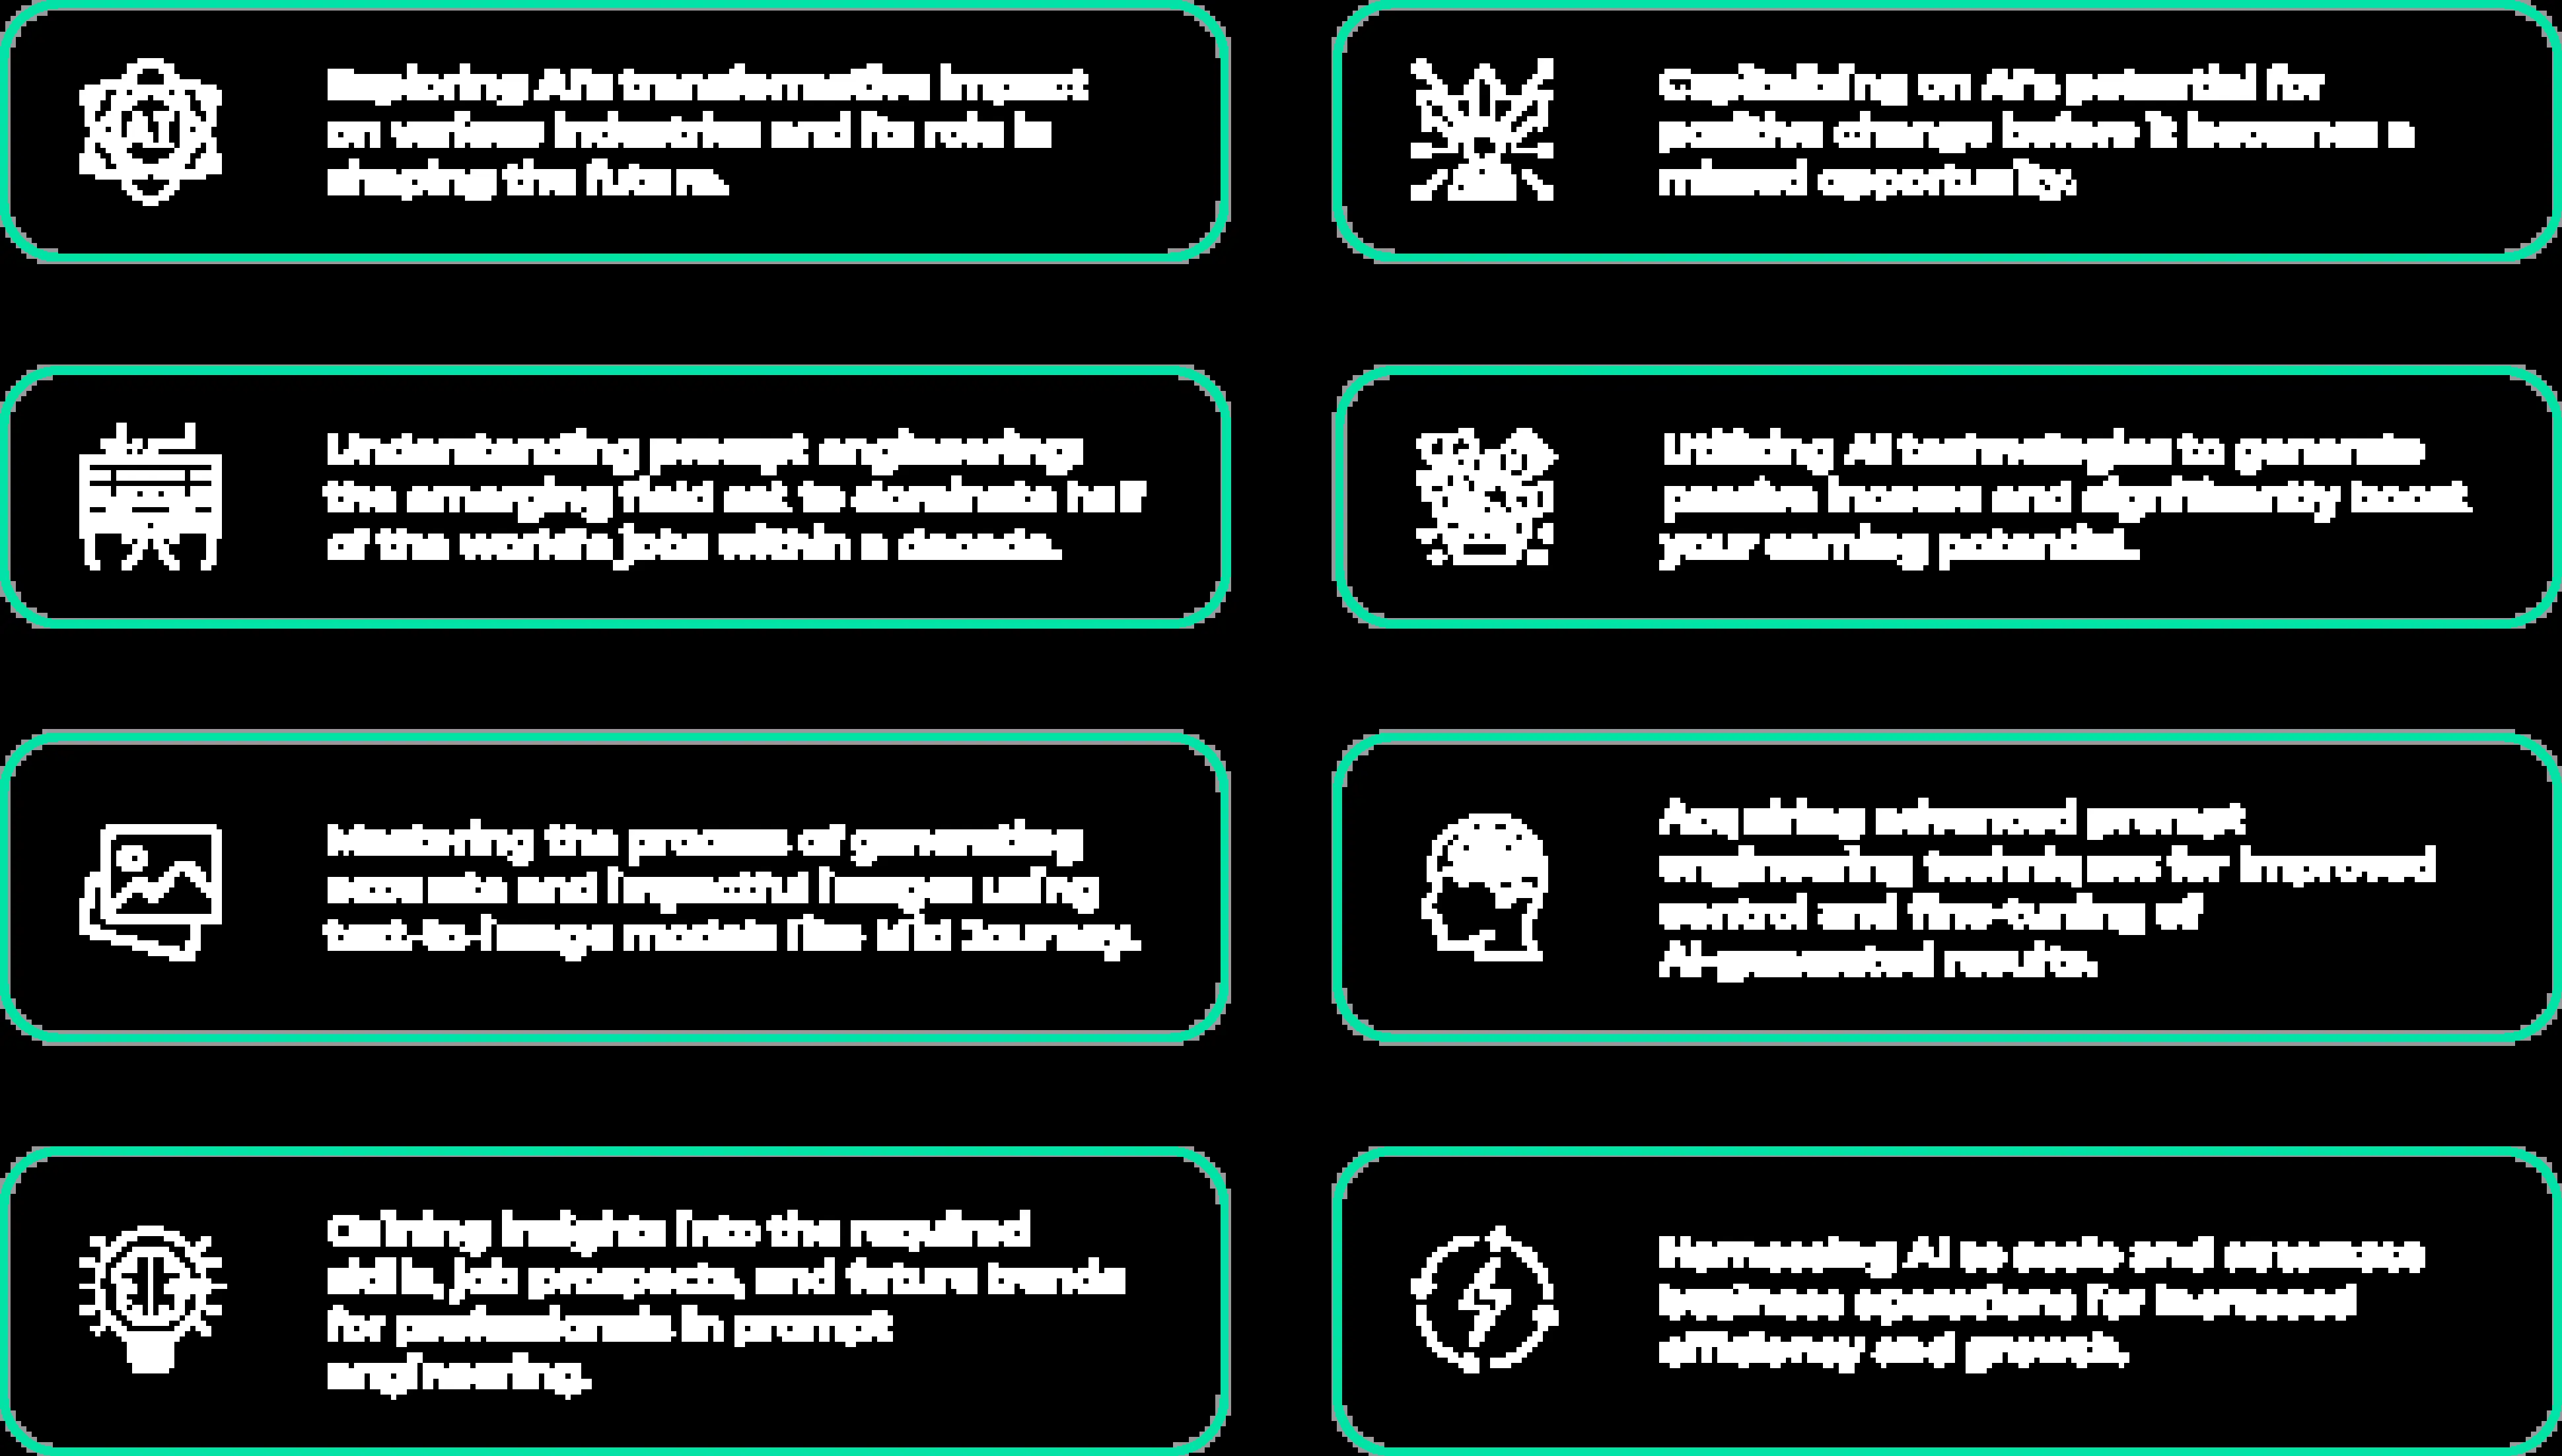 Exploring AI's transformative impact
on various industries and its role in
shaping the future.
Capitalizing on AI's potential for
positive change before it becomes a
missed opportunity.
Understanding prompt engineering
the emerging field set to dominate half
of the world's jobs within a decade.
Utilizing AI technologies to generate
passive income and significantly boost
your earning potential.
Mastering the process of generating
accurate and impactful images using
text-to-image models like Mid Journey.
Acquiring advanced prompt
engineering techniques for improved
control and fine-tuning of
AI-generated results.
Gaining insights into the required
skills, job prospects, and future trends
for professionals in prompt
engineering.
Harnessing AI to scale and
business operations for increased
efficiency and growth.